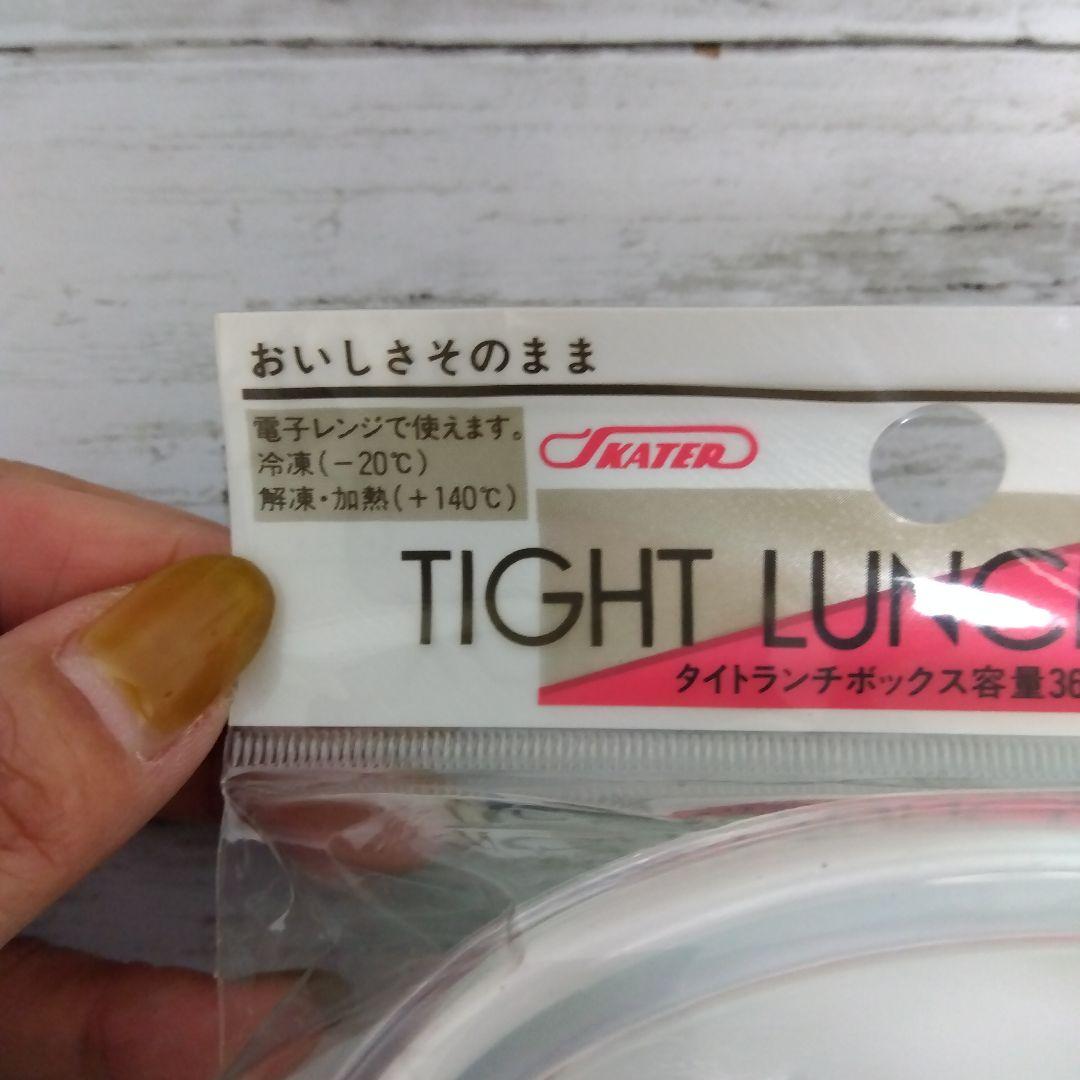 おいしさそのまま
電子レンジで使えます。
冷凍(－20℃)
解凍・加熱(＋140℃)
SKATER
TIGHT LUNC
タイトランチボックス容量36